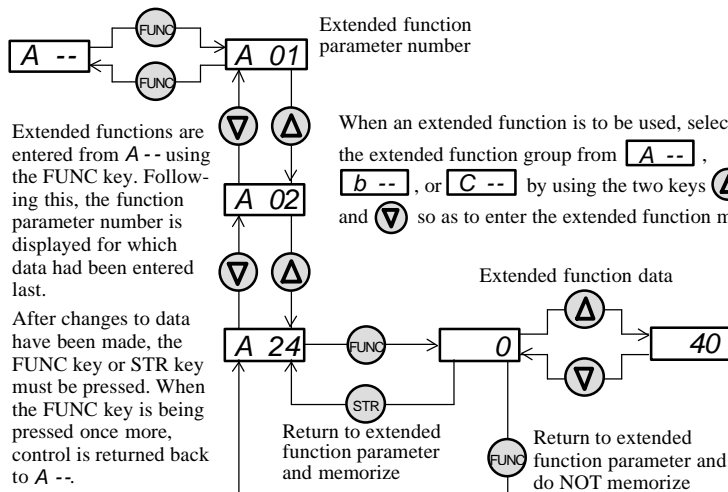 FUNC
A -- A 01
FUNC
Extended function
parameter number
Extended functions are
entered from A -- using
the FUNC key. Follow-
ing this, the function
parameter number is
displayed for which
data had been entered
last.
After changes to data
have been made, the
FUNC key or STR key
must be pressed. When
the FUNC key is being
pressed once more,
control is returned back
to A --.
When an extended function is to be used, selec
the extended function group from A -- ,
b -- , or C -- by using the two keys
and so as to enter the extended function m
A 02
Extended function data
A 24 FUNC 0 40
STR
Return to extended
function parameter
and memorize
FUNC
Return to extended
function parameter and
do NOT memorize